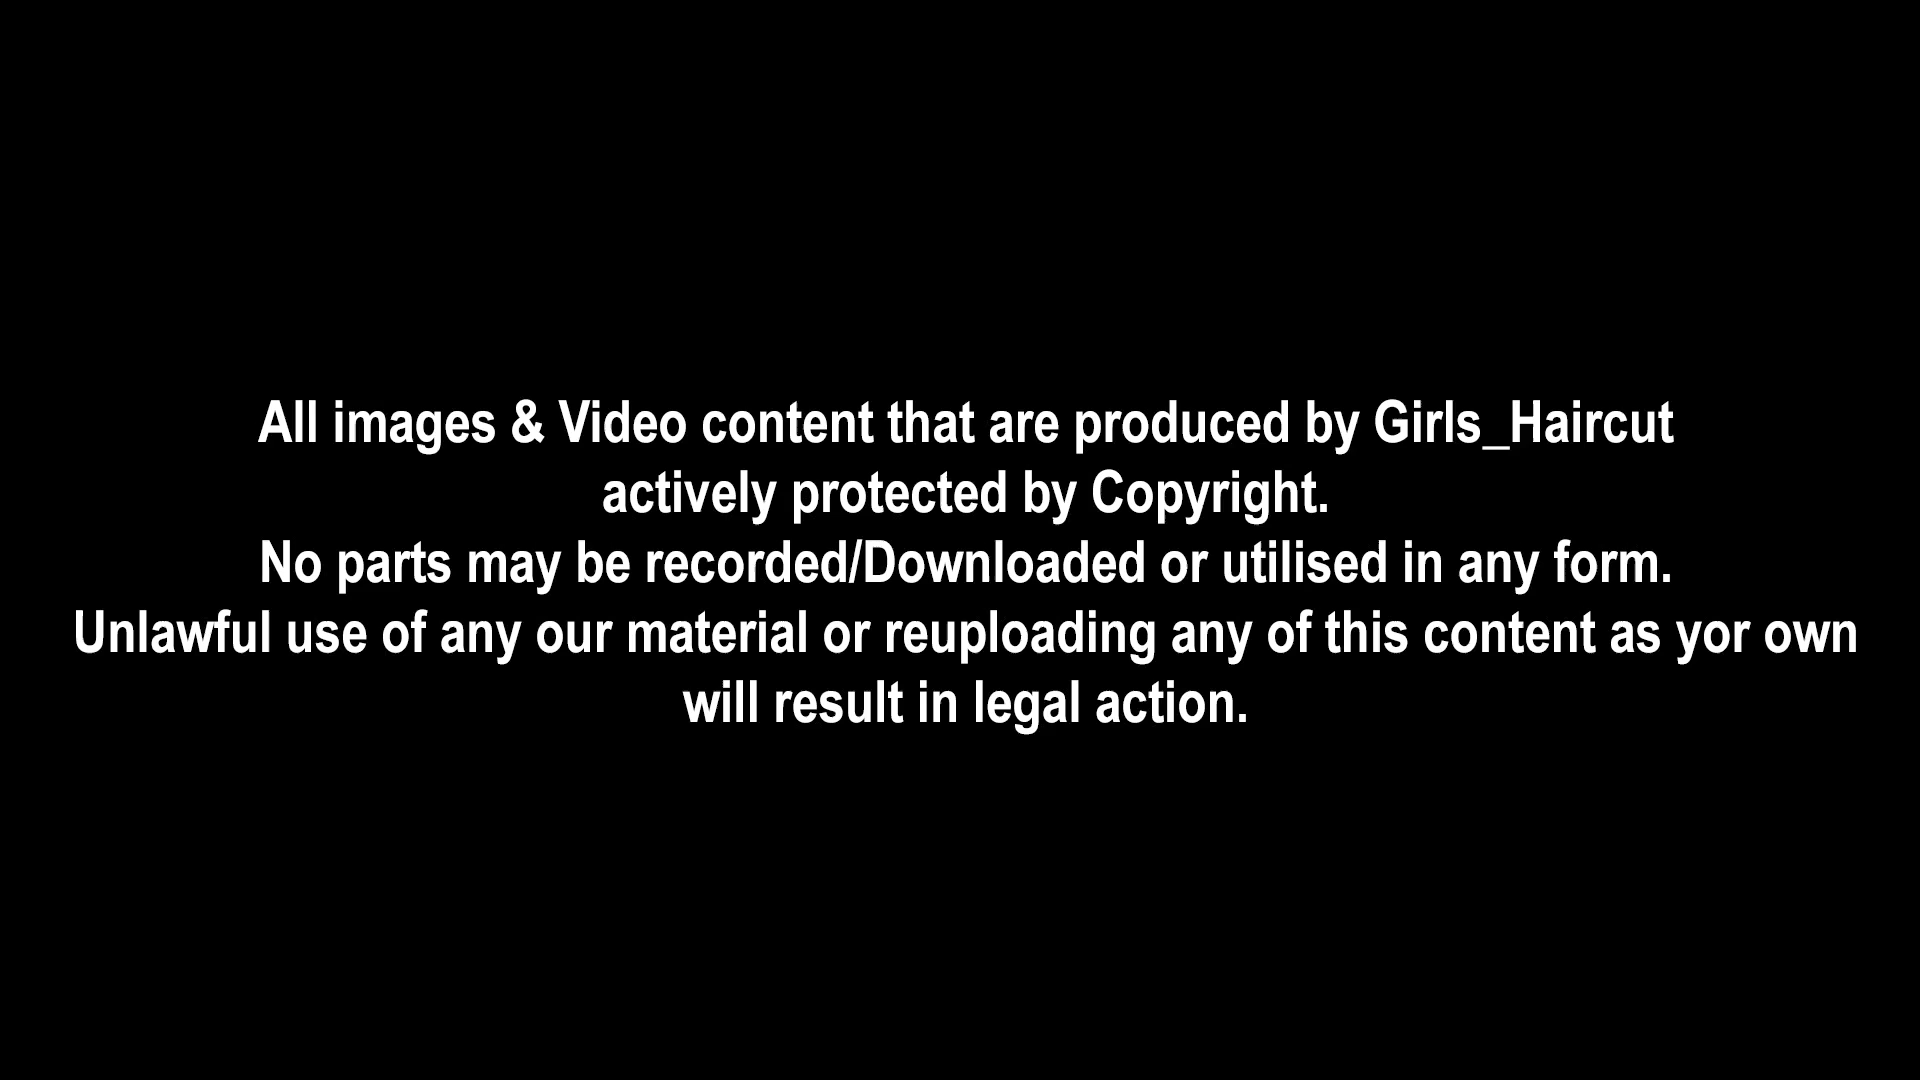 All images & Video content that are produced by Girls_Haircut
actively protected by Copyright.
No parts may be recorded/Downloaded or utilised in any form.
Unlawful use of any our material or reuploading any of this content as yor own
will result in legal action.